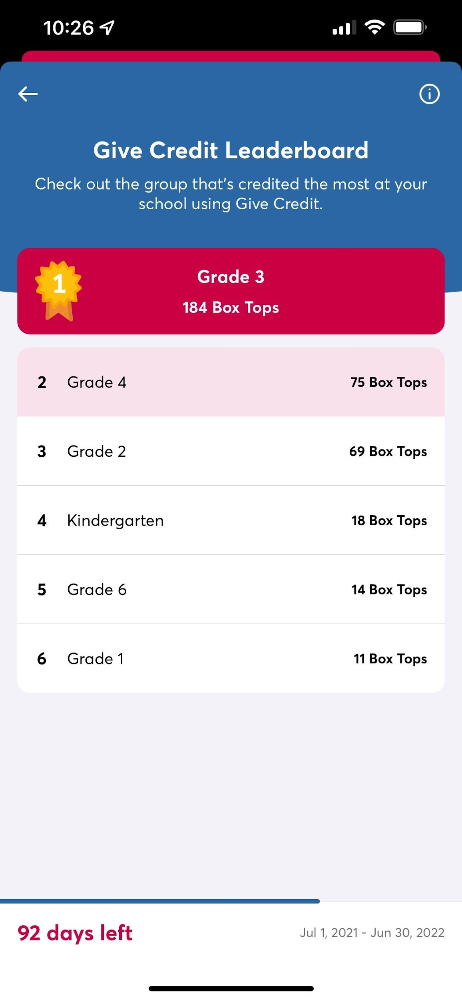 10:26
Give Credit Leaderboard
Check out the group that's credited the most at your
school using Give Credit.
1
Grade 3
184 Box Tops
2 Grade 4 75 Box Tops
3 Grade 2 69 Box Tops
4 Kindergarten 18 Box Tops
5 Grade 6 14 Box Tops
6 Grade 1 11 Box Tops
92 days left Jul 1, 2021 - Jun 30, 2022